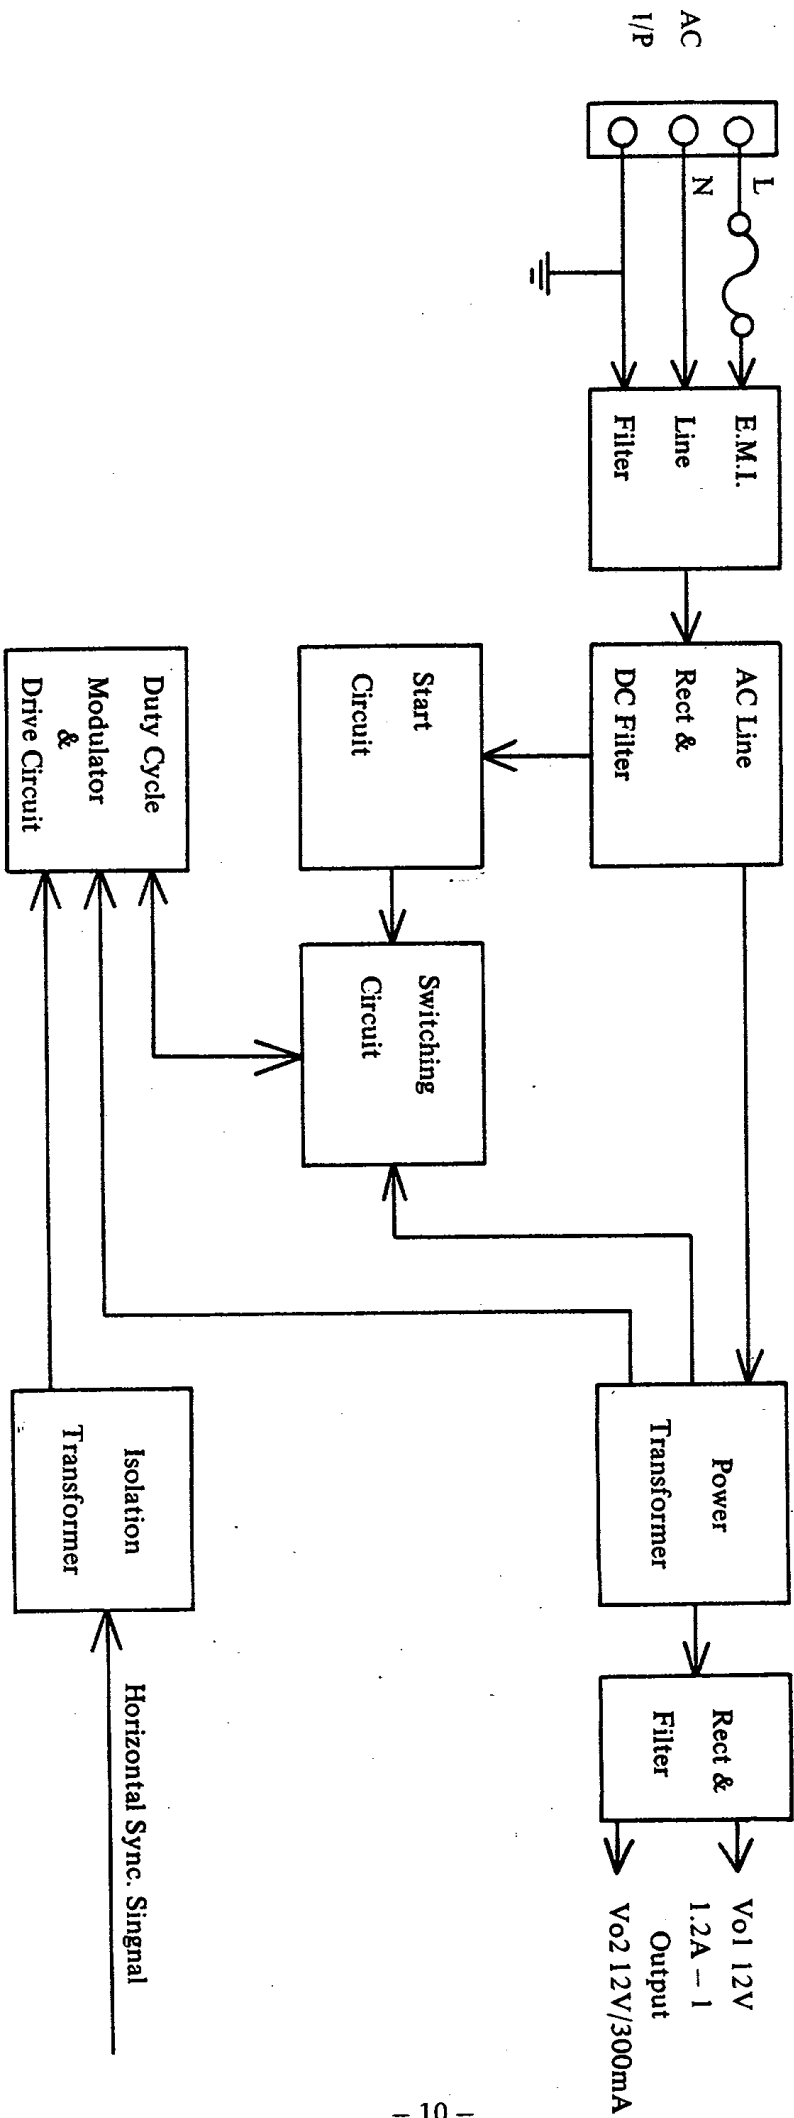 AC
I/P
L
N
E.M.I.
Line
Filter
AC Line
Rect &
DC Filter
Power
Transformer
Rect &
Filter
Vo1 12V
1.2A – 1
Output
Vo2 12V/300mA
Start
Circuit
Switching
Circuit
Duty Cycle
Modulator
&
Drive Circuit
Isolation
Transformer
Horizontal Sync. Singnal
– 10 –